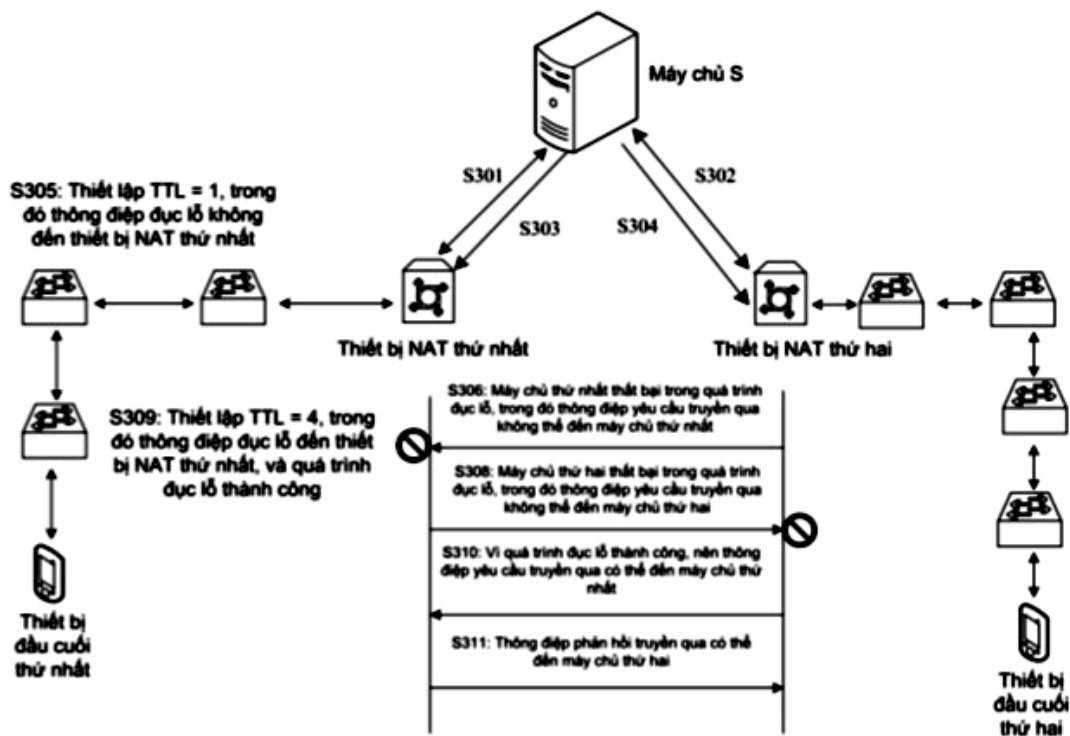 Máy chủ S
S301
S302
S303
S304
S305: Thiết lập TTL = 1, trong
đó thông điệp đục lỗ không
đến thiết bị NAT thứ nhất
Thiết bị NAT thứ nhất
Thiết bị NAT thứ hai
S309: Thiết lập TTL = 4, trong
đó thông điệp đục lỗ đến thiết
bị NAT thứ nhất, và quá trình
đục lỗ thành công
S306: Máy chủ thứ nhất thất bại trong quá trình
đục lỗ, trong đó thông điệp yêu cầu truyền qua
không thể đến máy chủ thứ nhất
S308: Máy chủ thứ hai thất bại trong quá trình
đục lỗ, trong đó thông điệp yêu cầu truyền qua
không thể đến máy chủ thứ hai
S310: Vì quá trình đục lỗ thành công, nên thông
điệp yêu cầu truyền qua có thể đến máy chủ thứ
nhất
S311: Thông điệp phản hồi truyền qua có thể
đến máy chủ thứ hai
Thiết bị
đầu cuối
thứ nhất
Thiết bị
đầu cuối
thứ hai